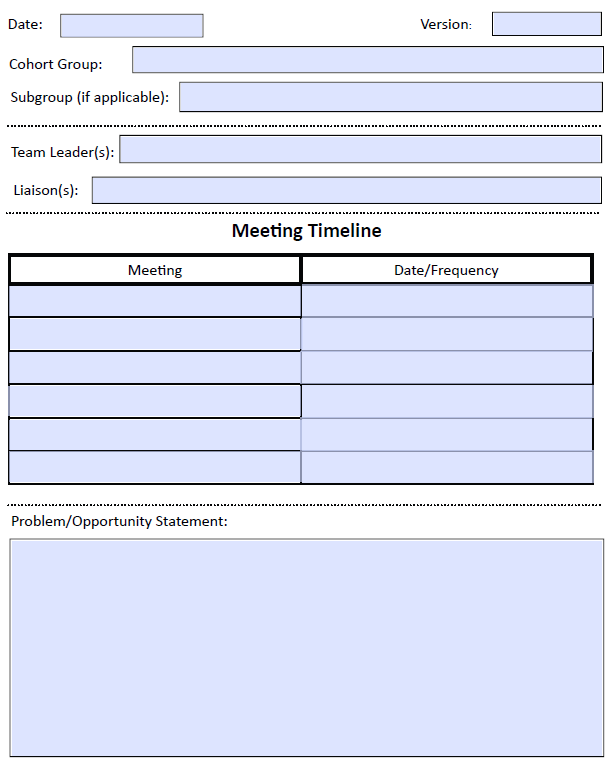 Date: Version:
Cohort Group:
Subgroup (if applicable):
Team Leader(s):
Liaison(s):
Meeting Timeline
Meeting Date/Frequency
Problem/Opportunity Statement: